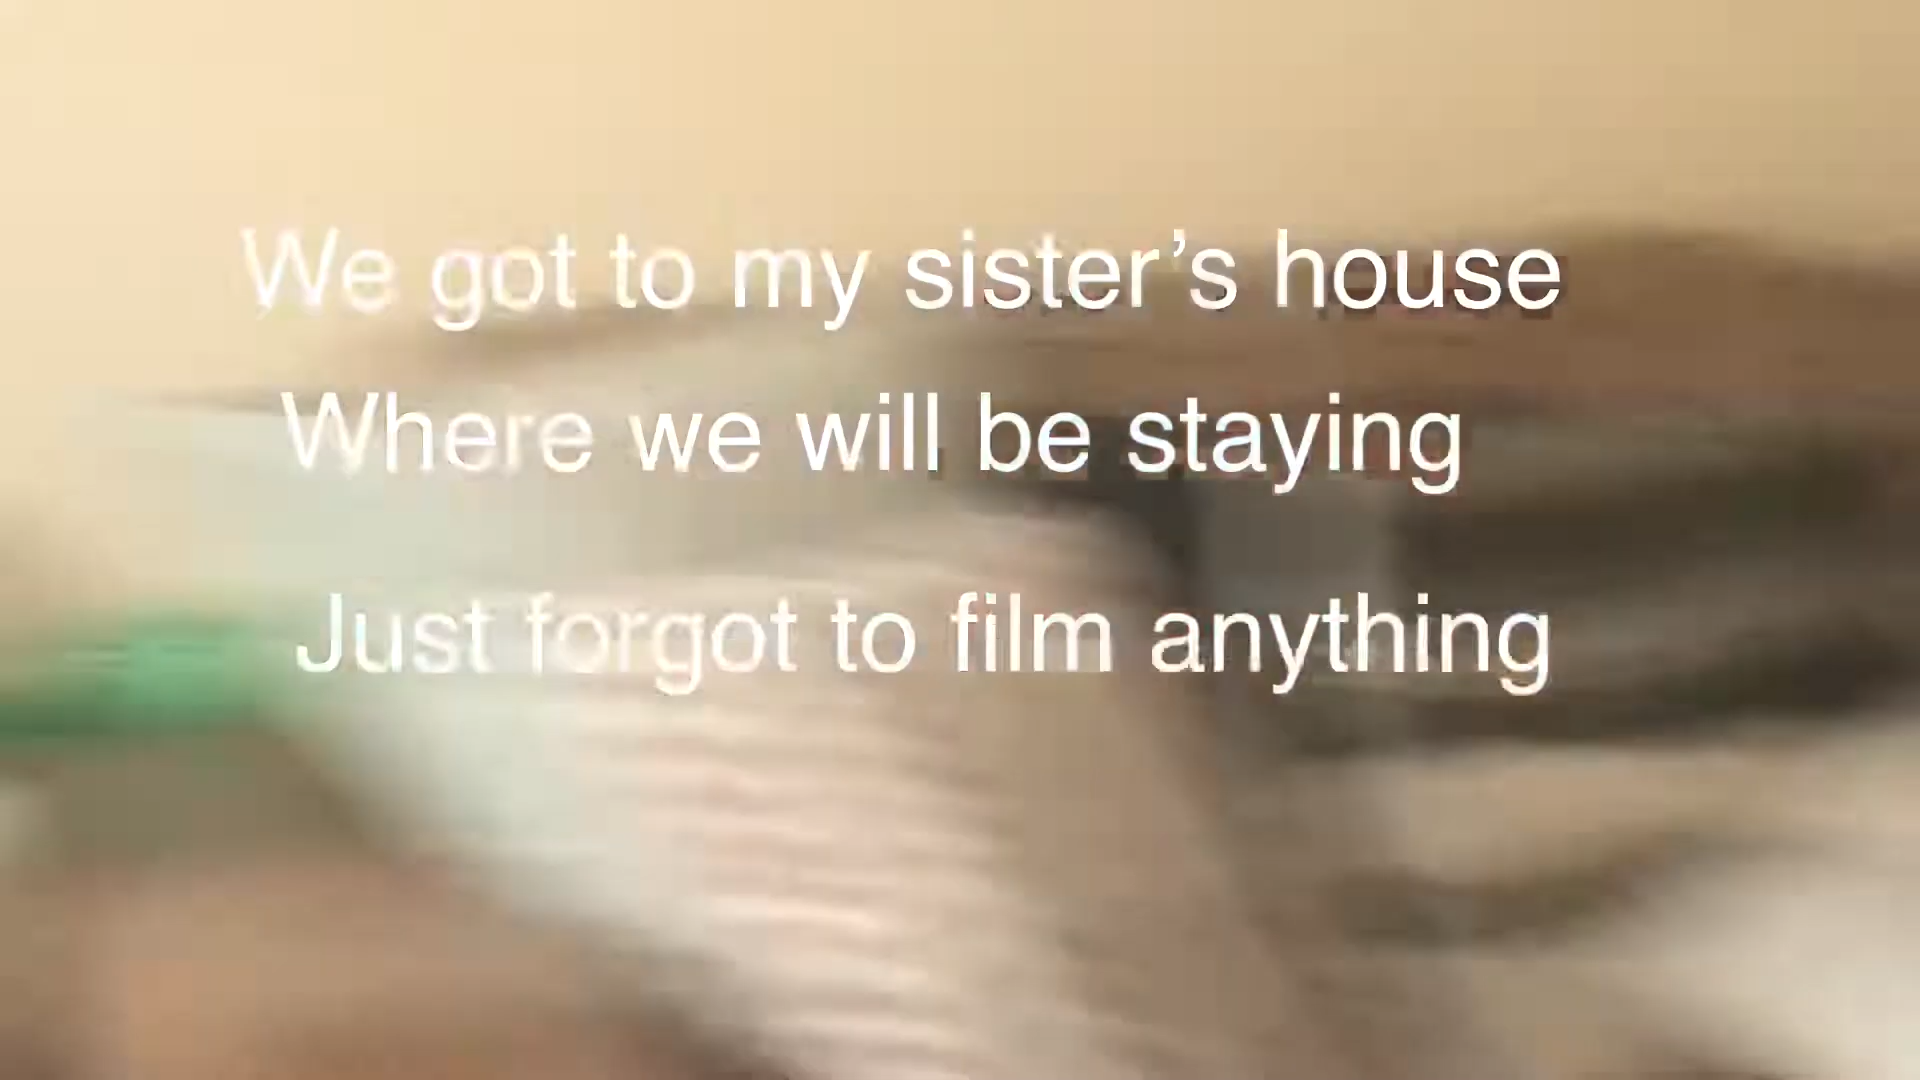 We got to my sister’s house
Where we will be staying
Just forgot to film anything